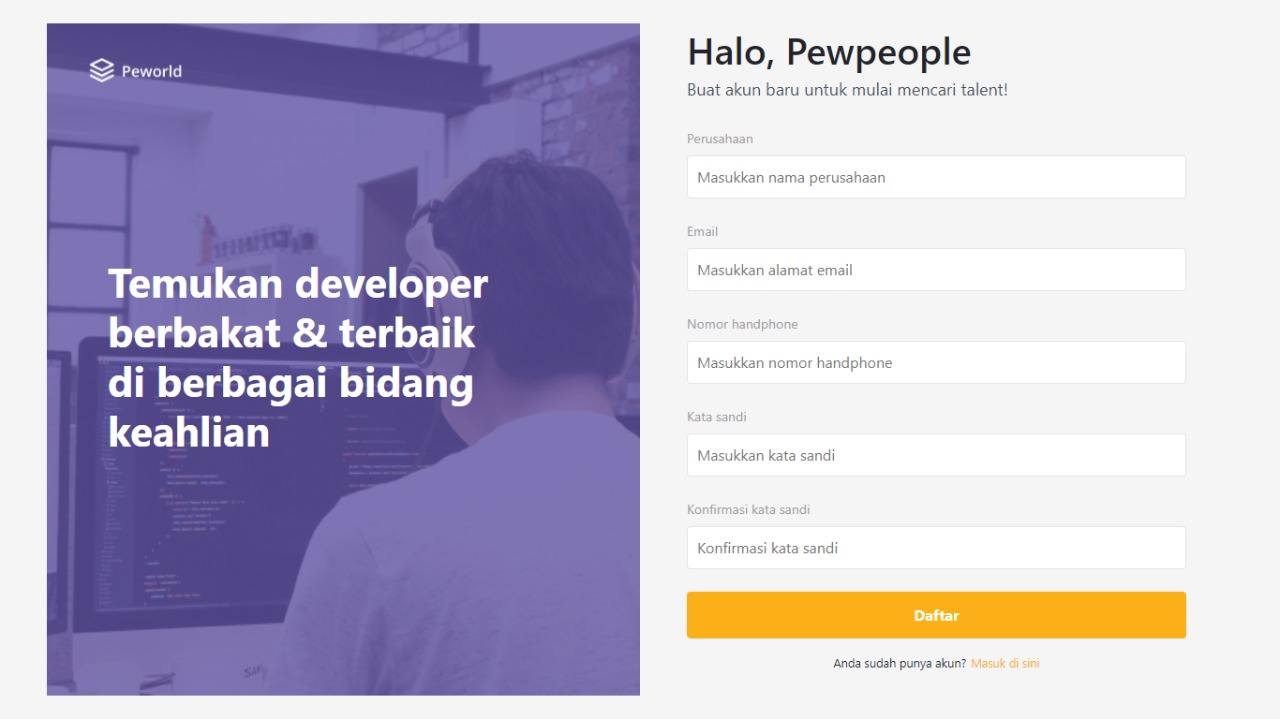 Peworld
Temukan developer
berbakat & terbaik
di berbagai bidang
keahlian
Halo, Pewpeople
Buat akun baru untuk mulai mencari talent!
Perusahaan
Masukkan nama perusahaan
Email
Masukkan alamat email
Nomor handphone
Masukkan nomor handphone
Kata sandi
Masukkan kata sandi
Konfirmasi kata sandi
Konfirmasi kata sandi
Daftar
Anda sudah punya akun? Masuk di sini